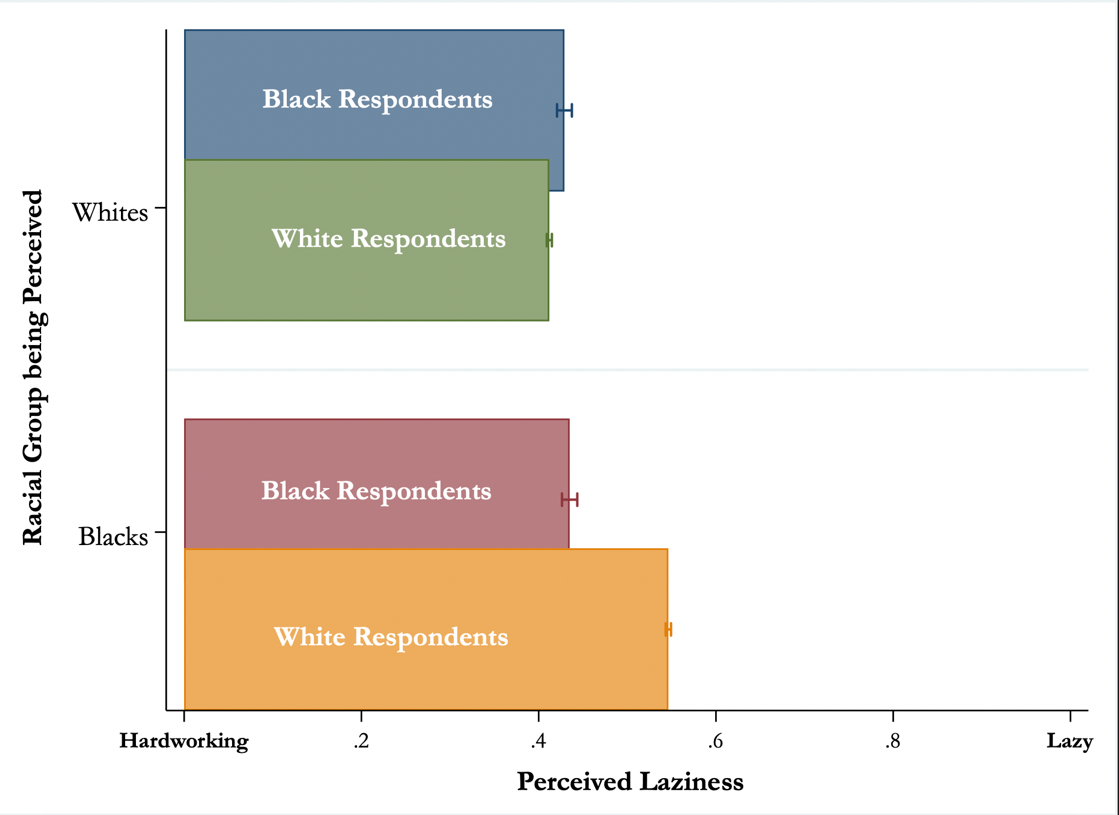 Black Respondents
White Respondents
Whites
Racial Group being Perceived
Black Respondents
Blacks
White Respondents
Hardworking .2 .4 .6 .8 Lazy
Perceived Laziness